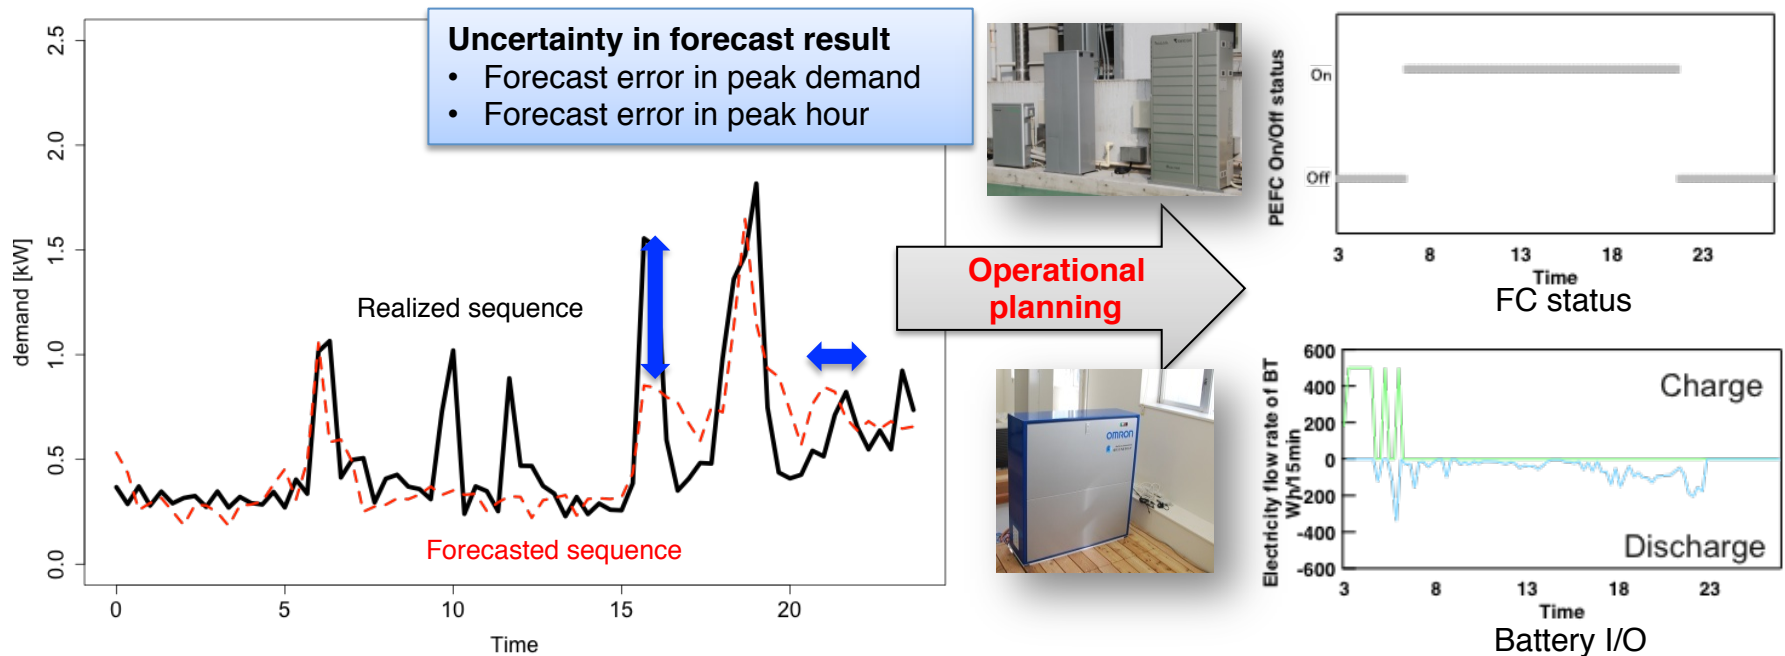 Uncertainty in forecast result
• Forecast error in peak demand
• Forecast error in peak hour
demand [kW]
2.5
2.0
1.5
1.0
0.5
0.0
Realized sequence
Forecasted sequence
0
5
10
15
20
Time
Operational
planning
OMRON
PEFC On/Off status
On
Off
3
8
13
18
23
Time
FC status
Electricity flow rate of BT
Wh/15min
600
400
200
0
-200
-400
-600
Charge
Discharge
3
8
13
18
23
Time
Battery I/O